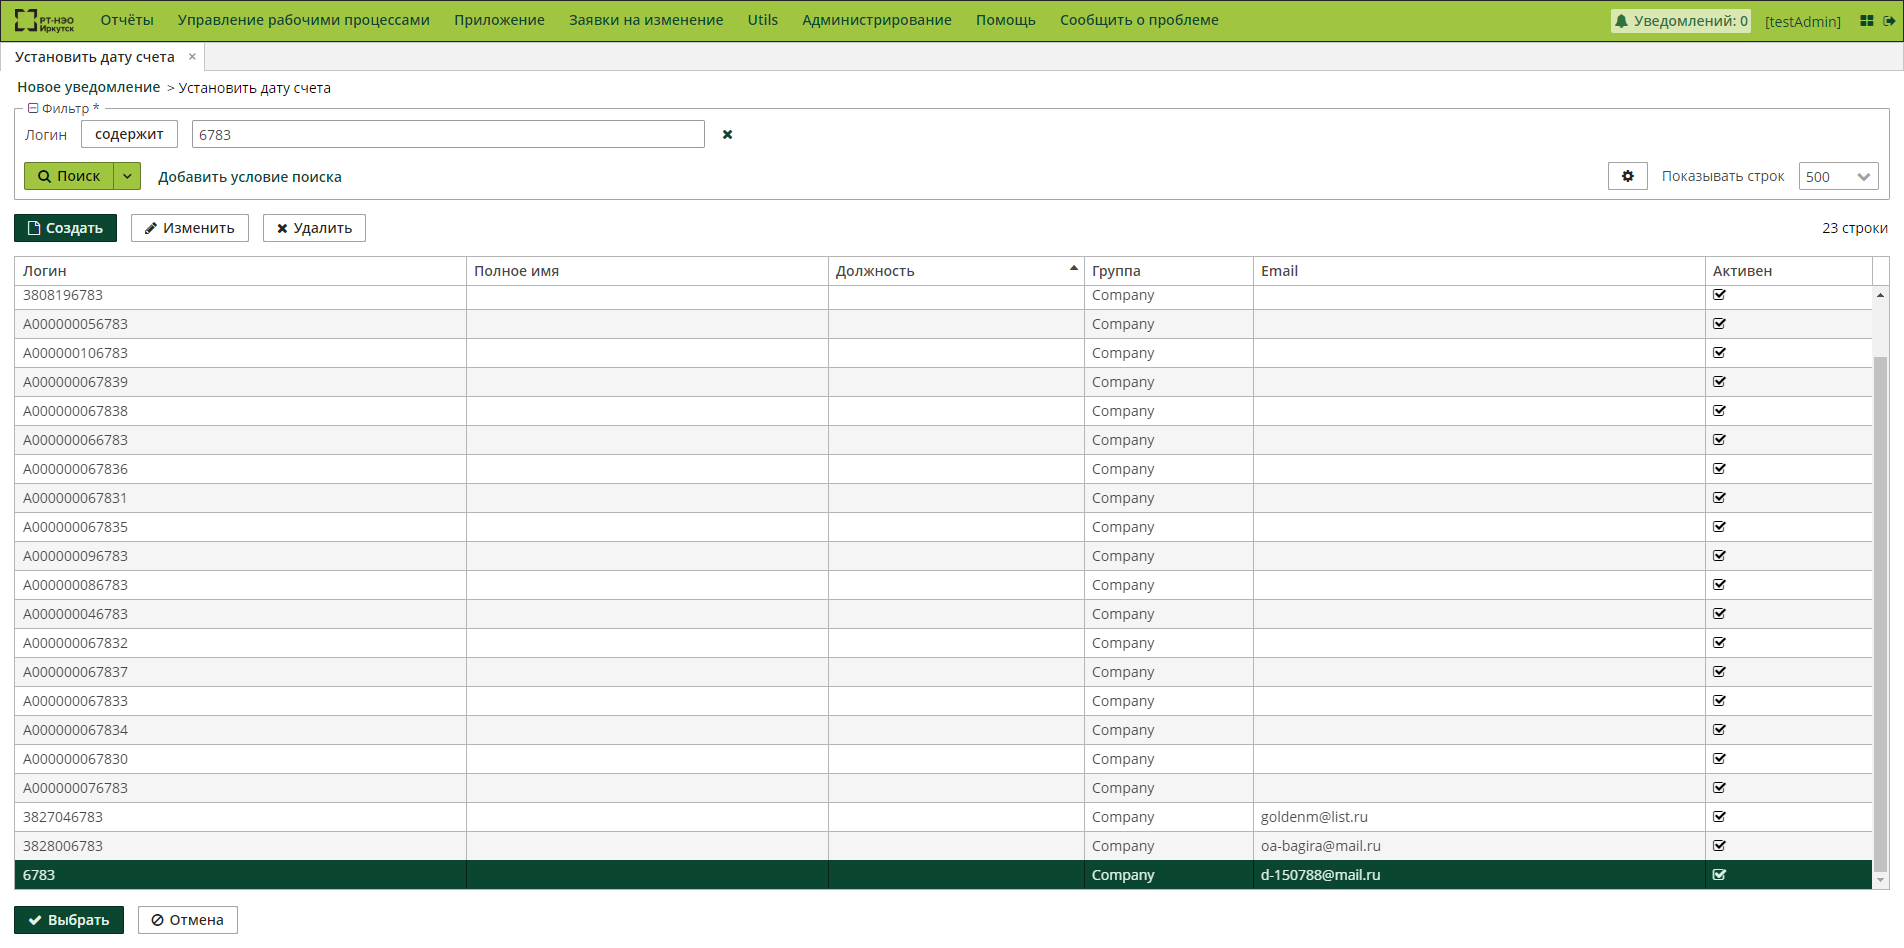 РТ-НЭО Иркутск Отчёты Управление рабочими процессами Приложение Заявки на изменение Utils Администрирование Помощь Сообщить о проблеме Уведомлений: 0 [testAdmin]
Установить дату счета ×
Новое уведомление > Установить дату счета
Фильтр *
Логин содержит 6783
Поиск Добавить условие поиска Показывать строк 500
Создать Изменить Удалить 23 строки
Логин Полное имя Должность Группа Email Активен
3808196783 Company
A000000056783 Company
A000000106783 Company
A000000067839 Company
A000000067838 Company
A000000066783 Company
A000000067836 Company
A000000067831 Company
A000000067835 Company
A000000096783 Company
A000000086783 Company
A000000046783 Company
A000000067832 Company
A000000067837 Company
A000000067833 Company
A000000067834 Company
A000000067830 Company
A000000076783 Company
3827046783 Company goldenm@list.ru
3828006783 Company oa-bagira@mail.ru
6783 Company d-150788@mail.ru
Выбрать Отмена